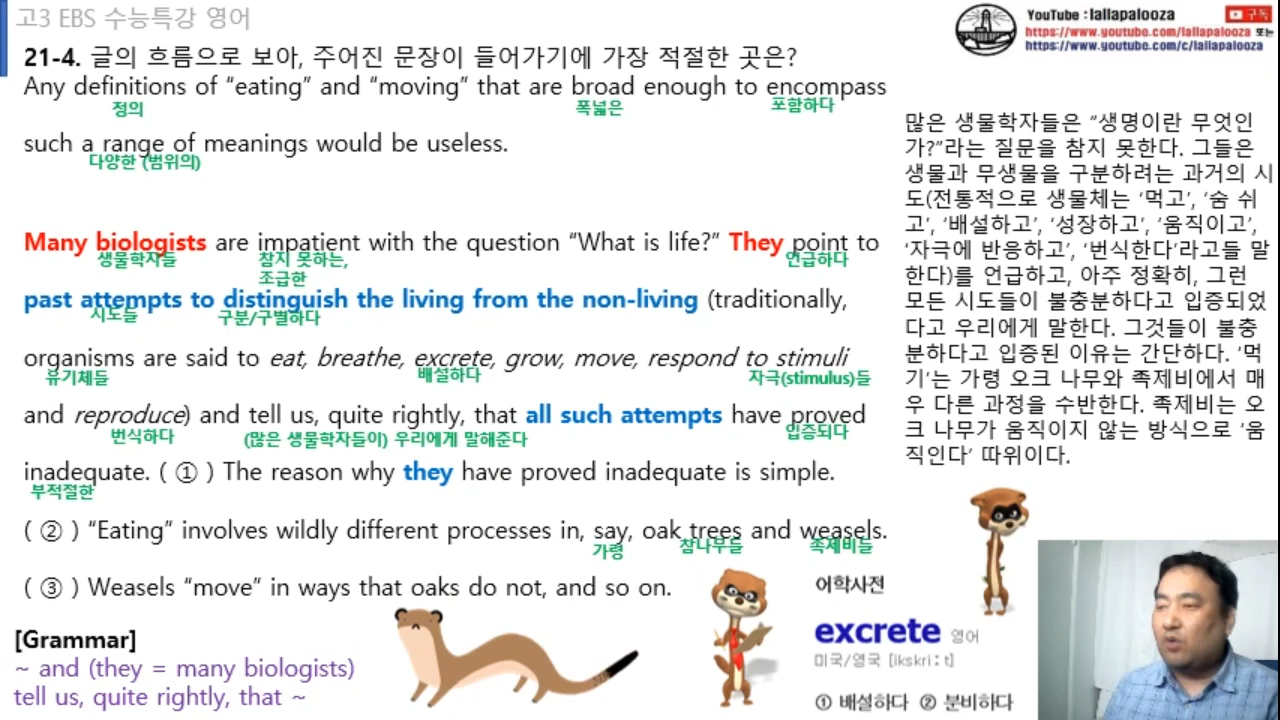 고3 EBS 수능특강 영어
YouTube : lallapalooza
구독
https://www.youtube.com/lallapalooza 또는
https://www.youtube.com/c/lallapalooza
21-4. 글의 흐름으로 보아, 주어진 문장이 들어가기에 가장 적절한 곳은?
Any definitions of “eating” and “moving” that are broad enough to encompass
정의 폭넓은 포함하다
such a range of meanings would be useless.
다양한 (범위의)
Many biologists are impatient with the question “What is life?” They point to
생물학자들 참지 못하는, 언급하다
조급한
past attempts to distinguish the living from the non-living (traditionally,
시도들 구분/구별하다
organisms are said to eat, breathe, excrete, grow, move, respond to stimuli
유기체들 배설하다 자극(stimulus)들
and reproduce) and tell us, quite rightly, that all such attempts have proved
번식하다 (많은 생물학자들이) 우리에게 말해준다 입증되다
inadequate. ( ① ) The reason why they have proved inadequate is simple.
부적절한
( ② ) “Eating” involves wildly different processes in, say, oak trees and weasels.
가령 참나무들 족제비들
( ③ ) Weasels “move” in ways that oaks do not, and so on.
[Grammar]
~ and (they = many biologists)
tell us, quite rightly, that ~
많은 생물학자들은 “생명이란 무엇인
가?”라는 질문을 참지 못한다. 그들은
생물과 무생물을 구분하려는 과거의 시
도(전통적으로 생물체는 ‘먹고’, ‘숨 쉬
고’, ‘배설하고’, ‘성장하고’, ‘움직이고’,
‘자극에 반응하고’, ‘번식한다’라고들 말
한다)를 언급하고, 아주 정확히, 그런
모든 시도들이 불충분하다고 입증되었
다고 우리에게 말한다. 그것들이 불충
분하다고 입증된 이유는 간단하다. ‘먹
기’는 가령 오크 나무와 족제비에서 매
우 다른 과정을 수반한다. 족제비는 오
크 나무가 움직이지 않는 방식으로 ‘움
직인다’ 따위이다.
어학사전
excrete 영어
미국/영국 [ikskriːt]
① 배설하다 ② 분비하다